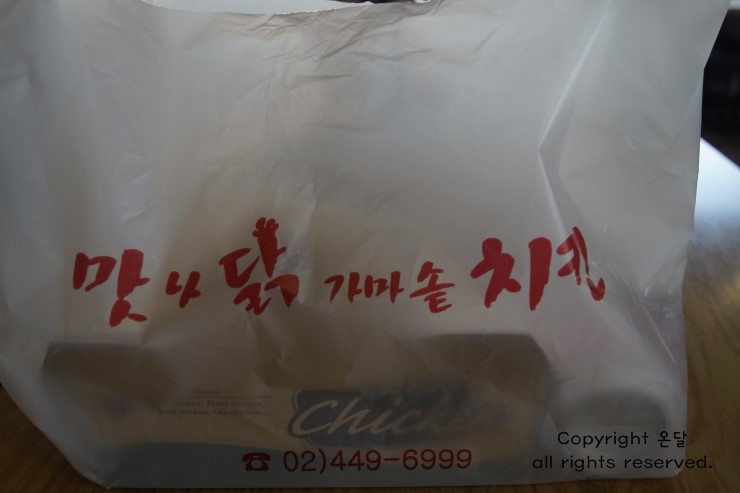 맛나닭 가마솥 치킨
Chicken
☎ 02)449-6999
Copyright 온달
all rights reserved.